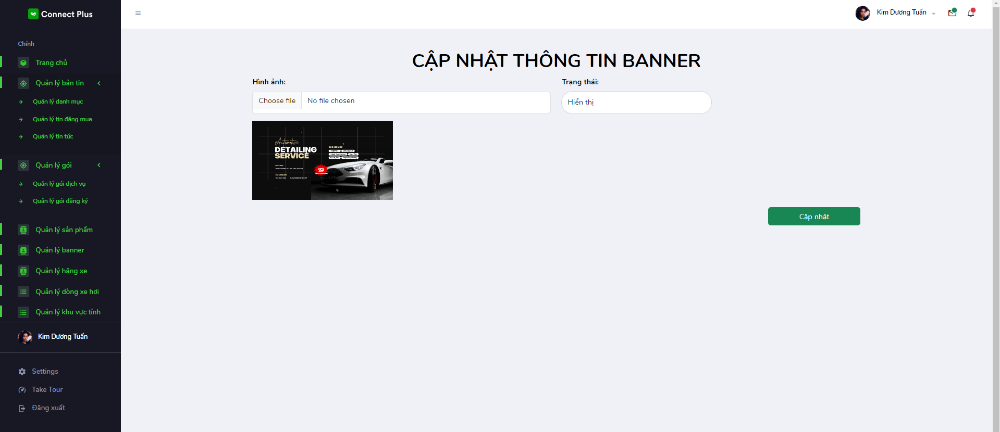 Connect Plus
Kim Dương Tuấn
Chính
Trang chủ
Quản lý bản tin
Quản lý danh mục
Quản lý tin đăng mua
Quản lý tin tức
Quản lý gói
Quản lý gói dịch vụ
Quản lý gói đăng ký
Quản lý sản phẩm
Quản lý banner
Quản lý hãng xe
Quản lý dòng xe hơi
Quản lý khu vực tỉnh
Kim Dương Tuấn
Settings
Take Tour
Đăng xuất
CẬP NHẬT THÔNG TIN BANNER
Hình ảnh:
Choose file No file chosen
Trạng thái:
Hiển thị
Automotive
DETAILING
SERVICE
OUR SERVICE
50%
OFF
Cập nhật